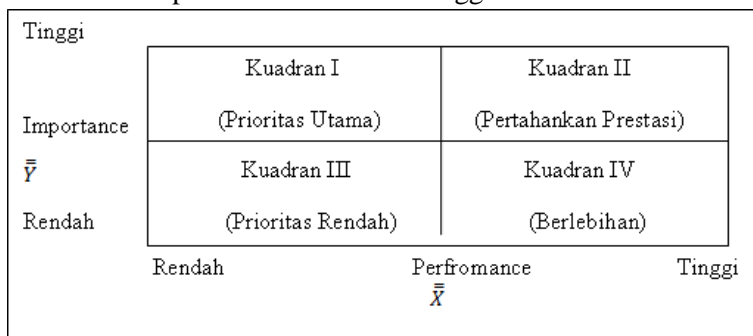 Tinggi
Kuadran I
Kuadran II
(Prioritas Utama)
(Pertahankan Prestasi)
Importance
Y̿
Kuadran III
Kuadran IV
Rendah
(Prioritas Rendah)
(Berlebihan)
Rendah
Perfromance
Tinggi
X̿